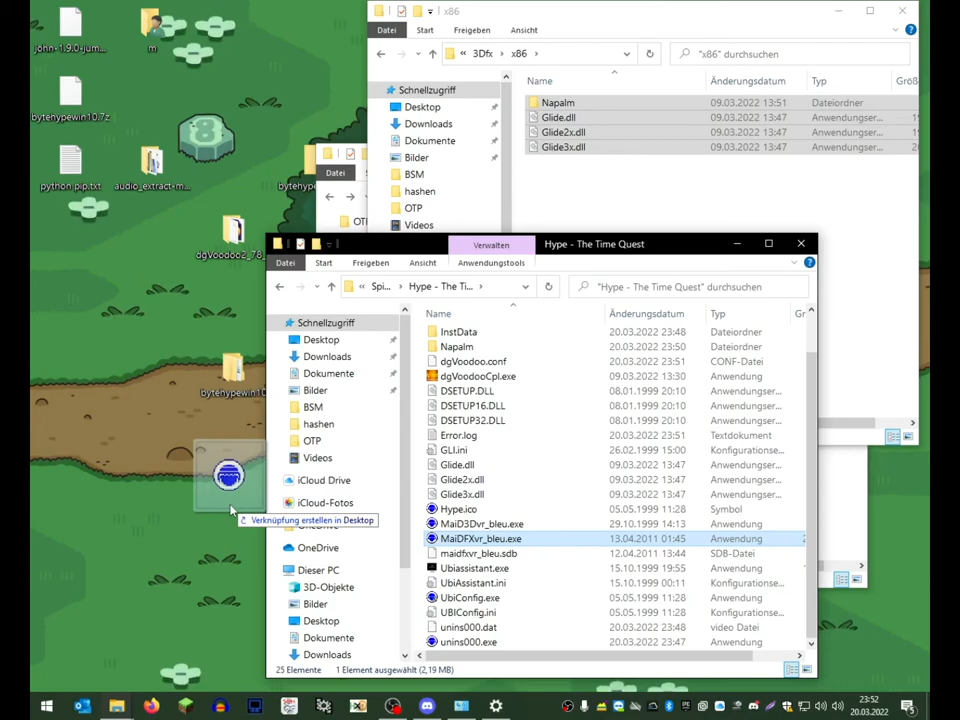 john-1.9.0-jum...
m
bytehypewin10.7z
python pip.txt
audio_extract-m...
dgVoodoo2_78_
bytehypewin10
x86
Datei
Start
Freigeben
Ansicht
« 3Dfx › x86 ›
"x86" durchsuchen
Schnellzugriff
Desktop
Downloads
Dokumente
Bilder
BSM
hashen
OTP
Videos
Name Änderungsdatum Typ Größ
Napalm 09.03.2022 13:51 Dateiordner
Glide.dll 09.03.2022 13:47 Anwendungser...
Glide2x.dll 09.03.2022 13:47 Anwendungser...
Glide3x.dll 09.03.2022 13:47 Anwendungser...
Datei
Verwalten
Hype - The Time Quest
Datei
Start
Freigeben
Ansicht
Anwendungstools
« Spi... › Hype - The Ti... ›
"Hype - The Time Quest" durchsuchen
Schnellzugriff
Desktop
Downloads
Dokumente
Bilder
BSM
hashen
OTP
Videos
iCloud Drive
iCloud-Fotos
OneDrive
OneDrive
Dieser PC
3D-Objekte
Bilder
Desktop
Dokumente
Downloads
Name Änderungsdatum Typ Gr
InstData 20.03.2022 23:48 Dateiordner
Napalm 20.03.2022 23:50 Dateiordner
dgVoodoo.conf 20.03.2022 23:51 CONF-Datei
dgVoodooCpl.exe 09.03.2022 13:30 Anwendung
DSETUP.DLL 08.01.1999 20:10 Anwendungser...
DSETUP16.DLL 08.01.1999 20:10 Anwendungser...
DSETUP32.DLL 08.01.1999 20:10 Anwendungser...
Error.log 20.03.2022 23:51 Textdokument
GLI.ini 26.02.1999 15:00 Konfigurationse...
Glide.dll 09.03.2022 13:47 Anwendungser...
Glide2x.dll 09.03.2022 13:47 Anwendungser...
Glide3x.dll 09.03.2022 13:47 Anwendungser...
Hype.ico 05.05.1999 11:28 Symbol
MaiD3Dvr_bleu.exe 29.10.1999 14:13 Anwendung
MaiDFXvr_bleu.exe 13.04.2011 01:45 Anwendung 2
maidfxvr_bleu.sdb 12.04.2011 13:44 SDB-Datei
Ubiassistant.exe 15.10.1999 19:55 Anwendung
UbiAssistant.ini 15.10.1999 00:11 Konfigurationse...
UbiConfig.exe 05.05.1999 11:28 Anwendung
UBIConfig.ini 05.05.1999 11:28 Konfigurationse...
unins000.dat 20.03.2022 23:48 video Datei
unins000.exe 20.03.2022 23:47 Anwendung
25 Elemente
1 Element ausgewählt (2,19 MB)
Verknüpfung erstellen in Desktop
23:52
20.03.2022